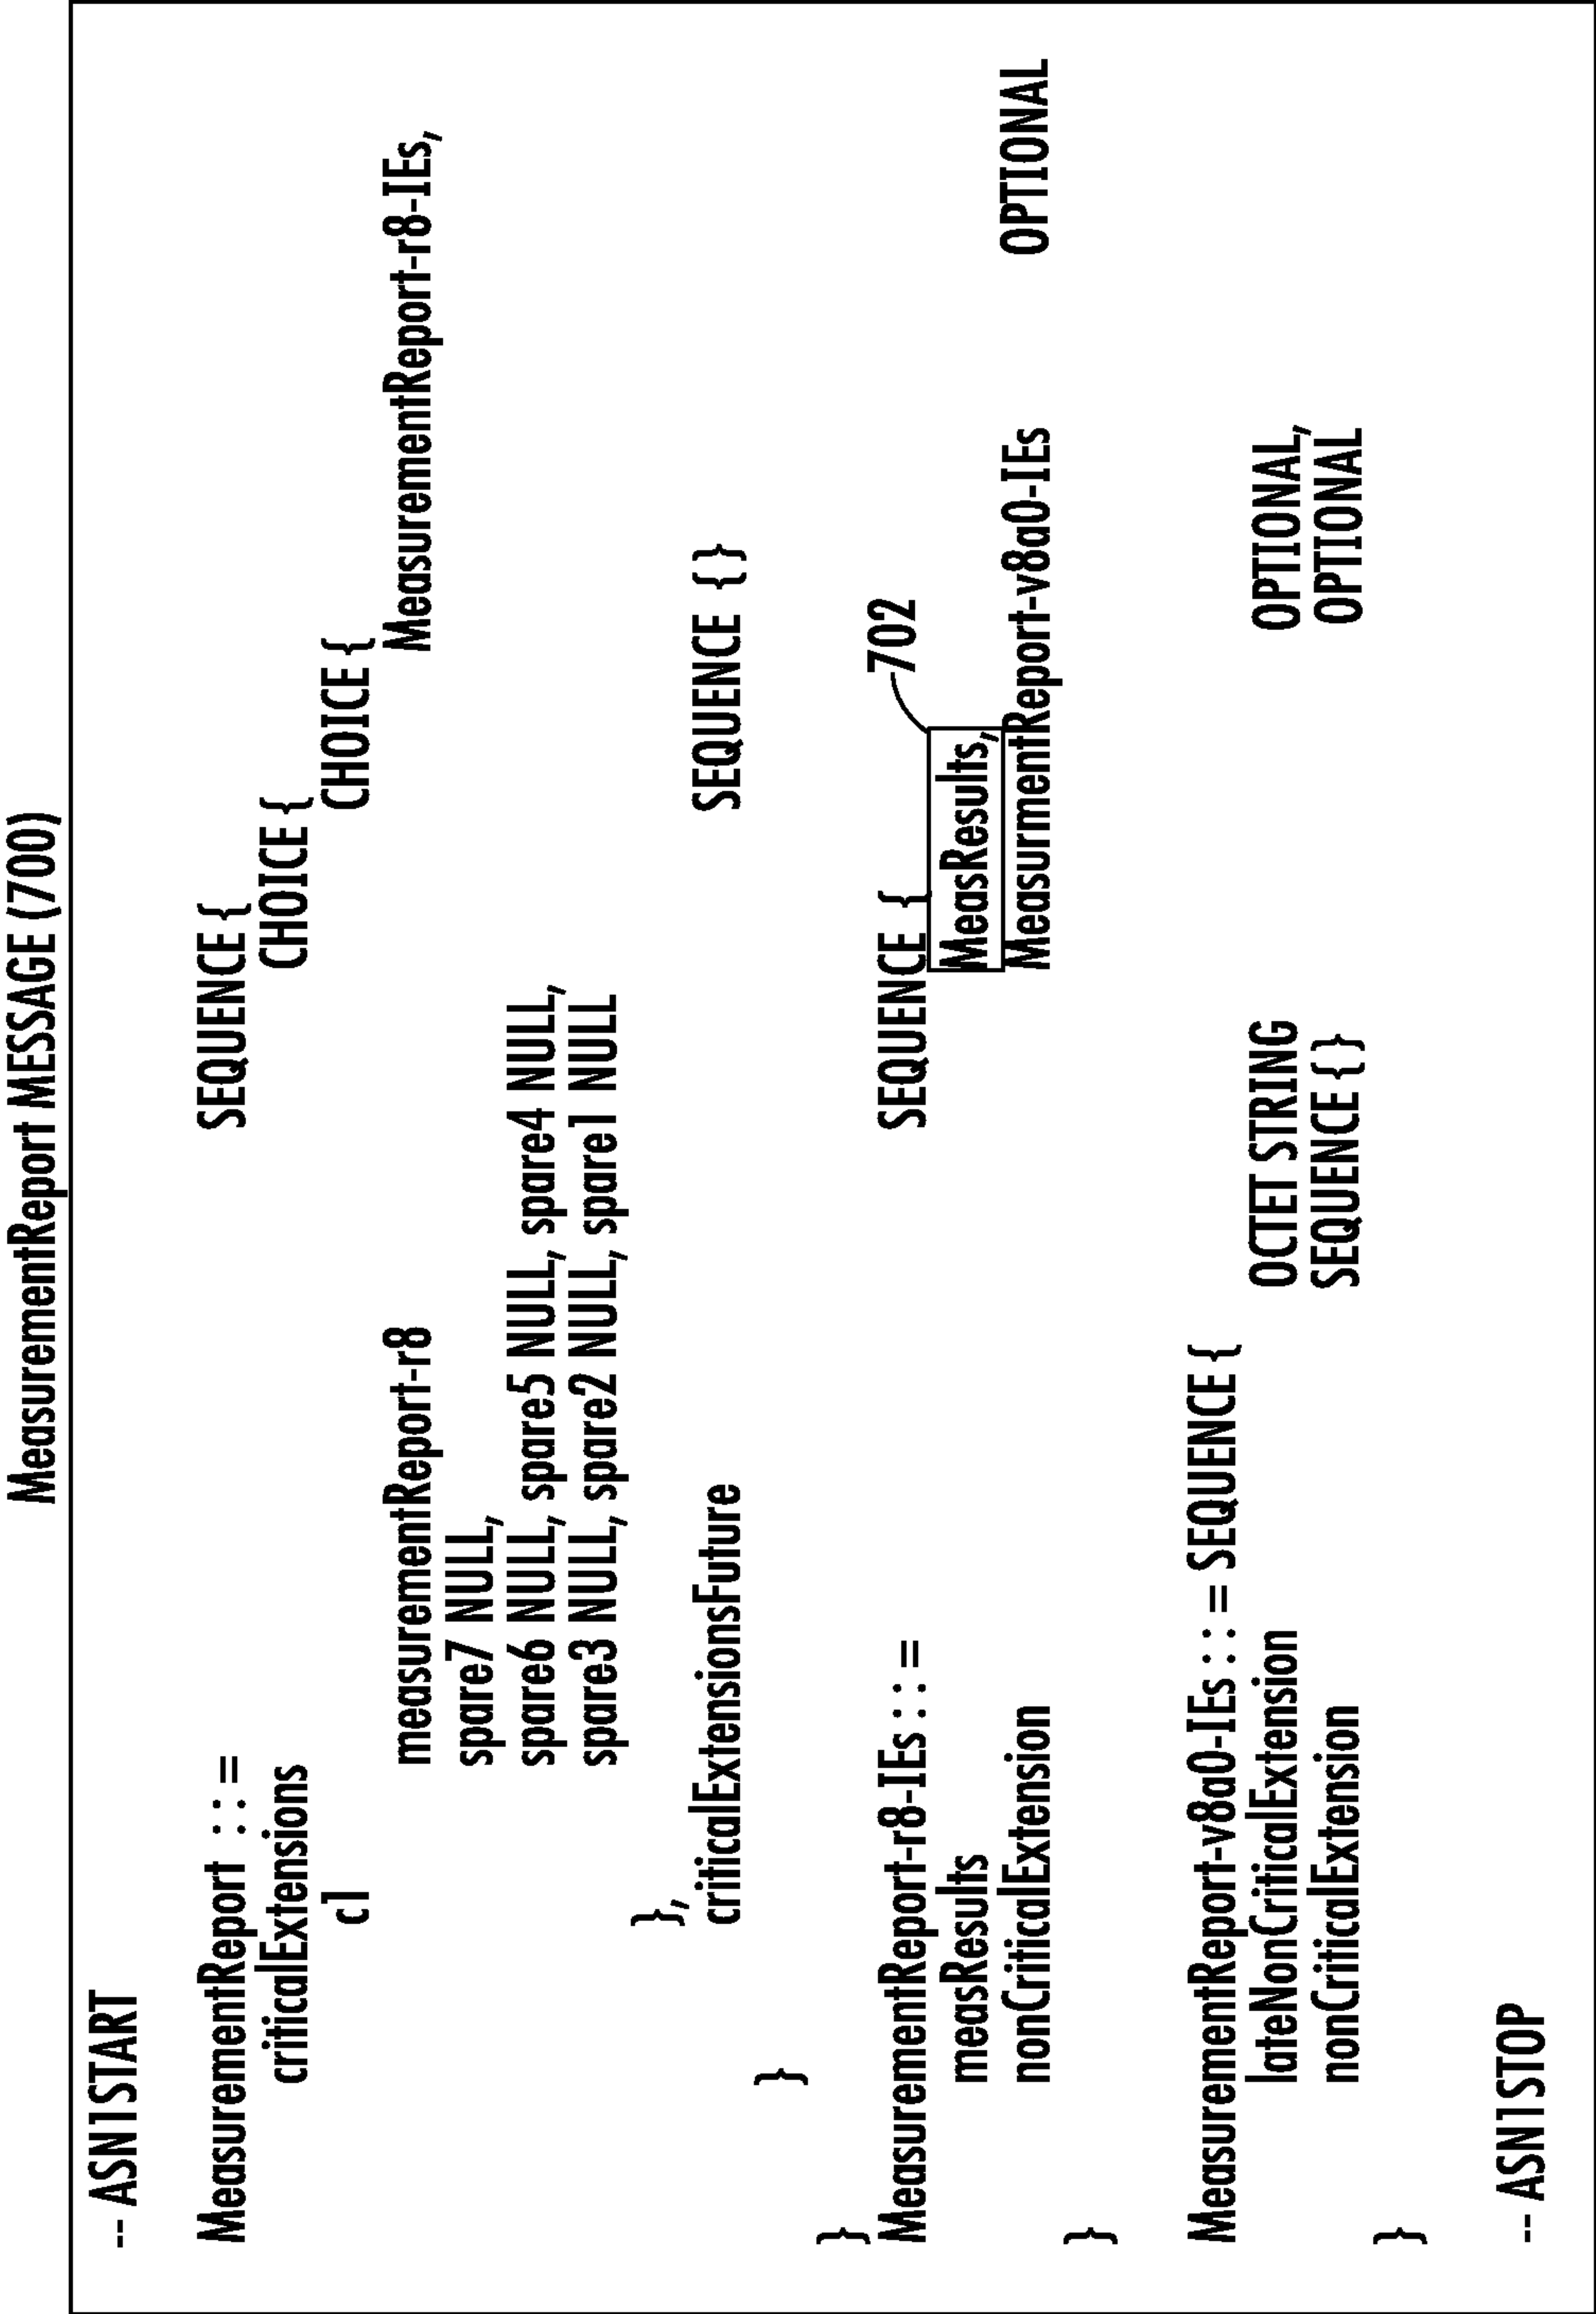 MeasurementReport MESSAGE (700)
-- ASN1START
MeasurementReport : : = SEQUENCE {
criticalExtensions CHOICE {
c1 CHOICE {
measurementReport-r8 MeasurementReport-r8-IEs,
spare7 NULL,
spare6 NULL, spare5 NULL, spare4 NULL,
spare3 NULL, spare2 NULL, spare1 NULL
},
criticalExtensionsFuture SEQUENCE { }
}
}
MeasurementReport-r8-IEs : : = SEQUENCE {
702
measResults MeasResults,
nonCriticalExtension MeasurmentReport-v8a0-IEs OPTIONAL
}
MeasurementReport-v8a0-IEs : : = SEQUENCE {
lateNonCriticalExtension OCTET STRING OPTIONAL,
nonCriticalExtension SEQUENCE { } OPTIONAL
}
-- ASN1STOP